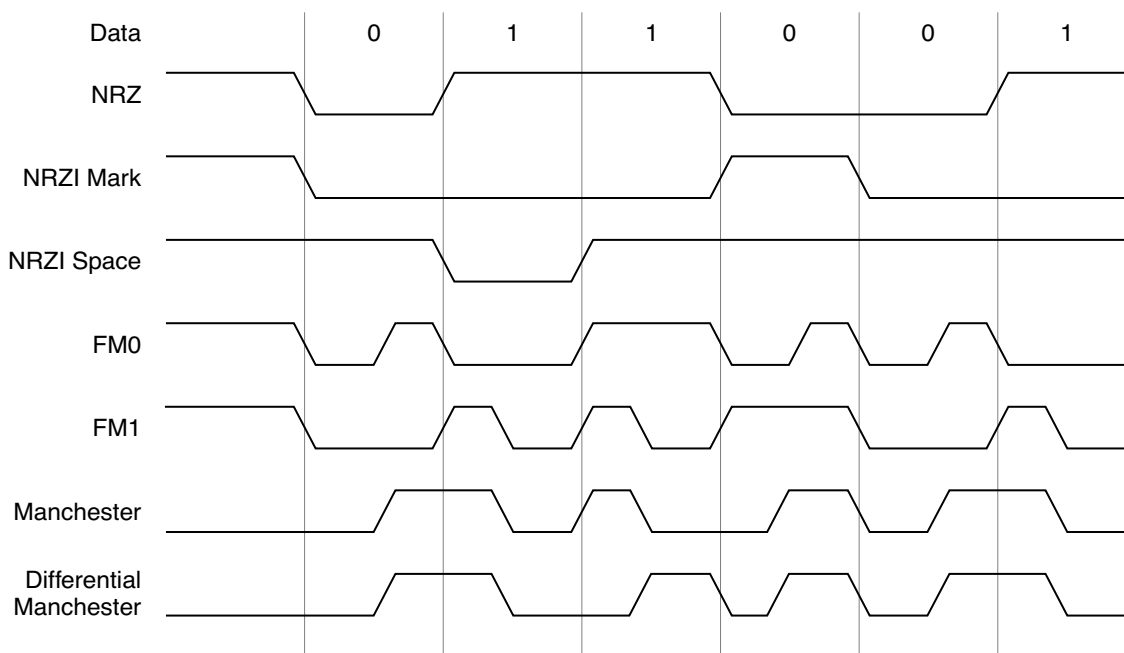 Data 0 1 1 0 0 1
NRZ
NRZI Mark
NRZI Space
FM0
FM1
Manchester
Differential
Manchester